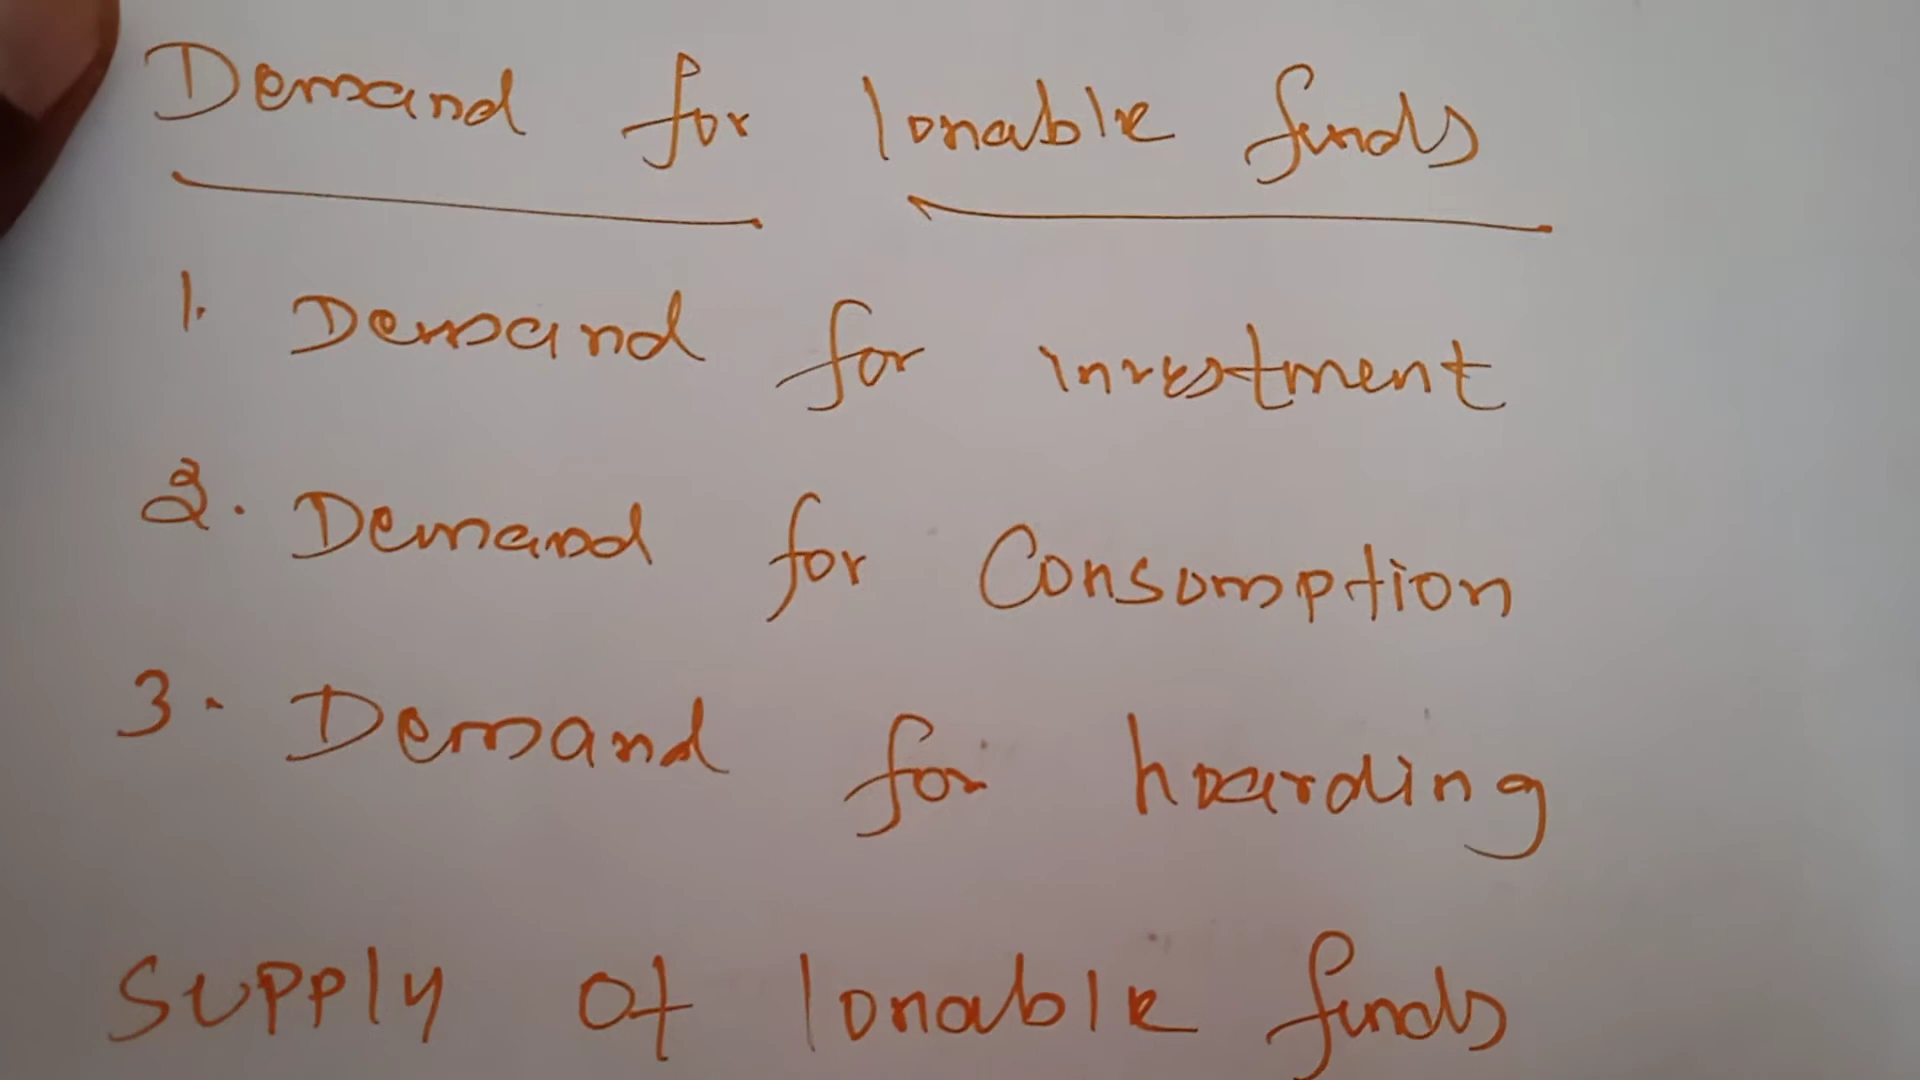 Demand for lonable funds
1. Demand for investment
2. Demand for Consomption
3. Demand for hoarding
Supply of lonable funds